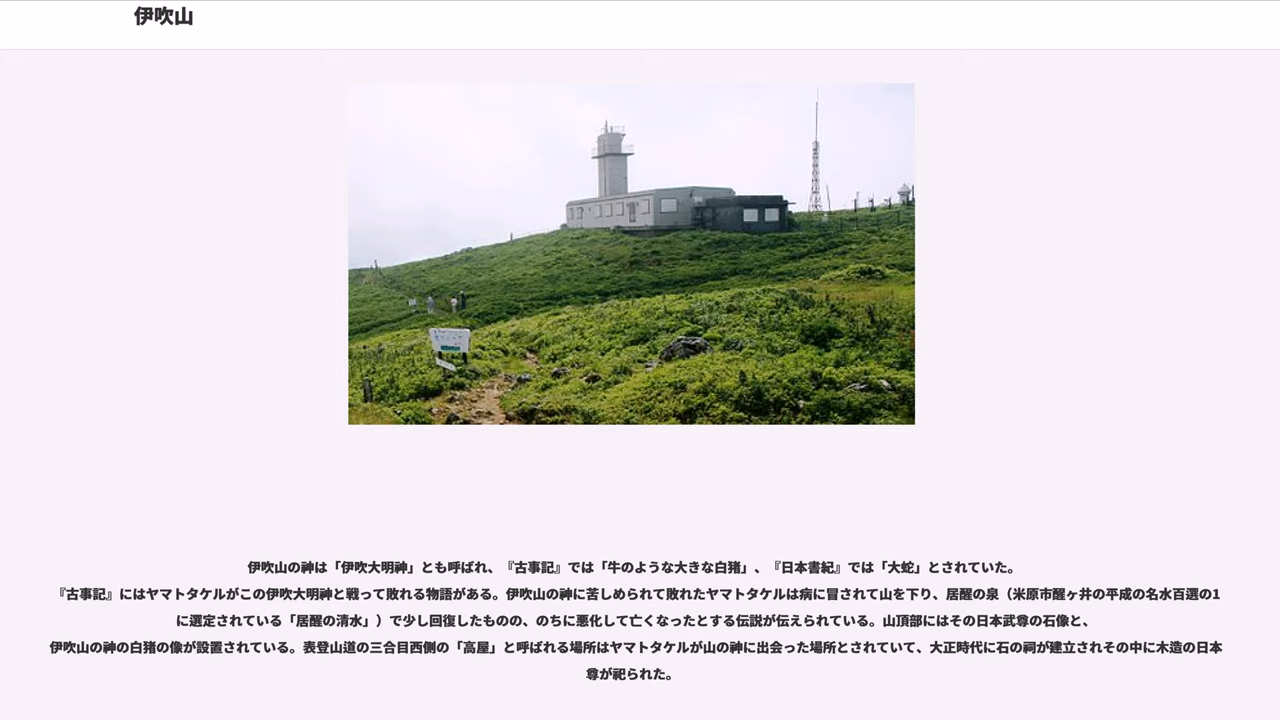 伊吹山
伊吹山の神は「伊吹大明神」とも呼ばれ、『古事記』では「牛のような大きな白猪」、『日本書紀』では「大蛇」とされていた。
『古事記』にはヤマトタケルがこの伊吹大明神と戦って敗れる物語がある。伊吹山の神に苦しめられて敗れたヤマトタケルは病に冒されて山を下り、居醒の泉（米原市醒ヶ井の平成の名水百選の1
に選定されている「居醒の清水」）で少し回復したものの、のちに悪化して亡くなったとする伝説が伝えられている。山頂部にはその日本武尊の石像と、
伊吹山の神の白猪の像が設置されている。表登山道の三合目西側の「高屋」と呼ばれる場所はヤマトタケルが山の神に出会った場所とされていて、大正時代に石の祠が建立されその中に木造の日本
尊が祀られた。